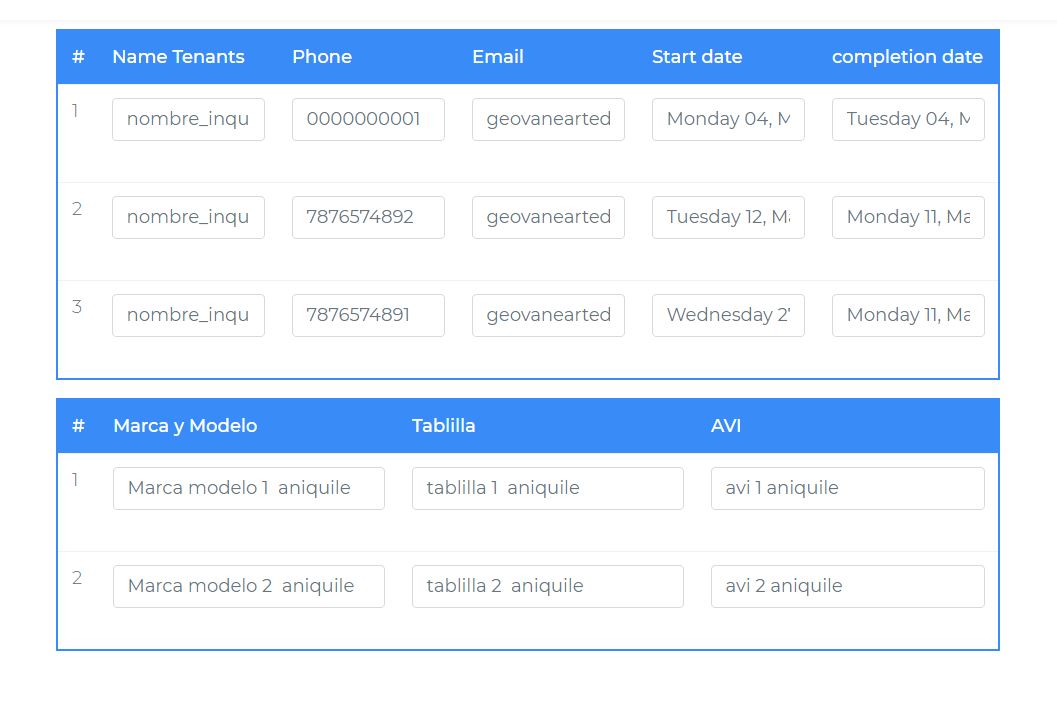 # Name Tenants Phone Email Start date completion date
1 nombre_inqu 0000000001 geovanearted Monday 04, M Tuesday 04, M
2 nombre_inqu 7876574892 geovanearted Tuesday 12, Ma Monday 11, Ma
3 nombre_inqu 7876574891 geovanearted Wednesday 27 Monday 11, Ma
# Marca y Modelo Tablilla AVI
1 Marca modelo 1 aniquile tablilla 1 aniquile avi 1 aniquile
2 Marca modelo 2 aniquile tablilla 2 aniquile avi 2 aniquile